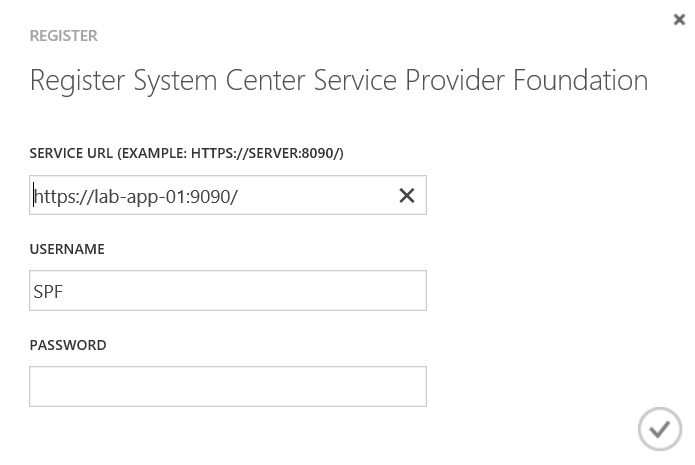 REGISTER
Register System Center Service Provider Foundation
SERVICE URL (EXAMPLE: HTTPS://SERVER:8090/)
https://lab-app-01:9090/
USERNAME
SPF
PASSWORD